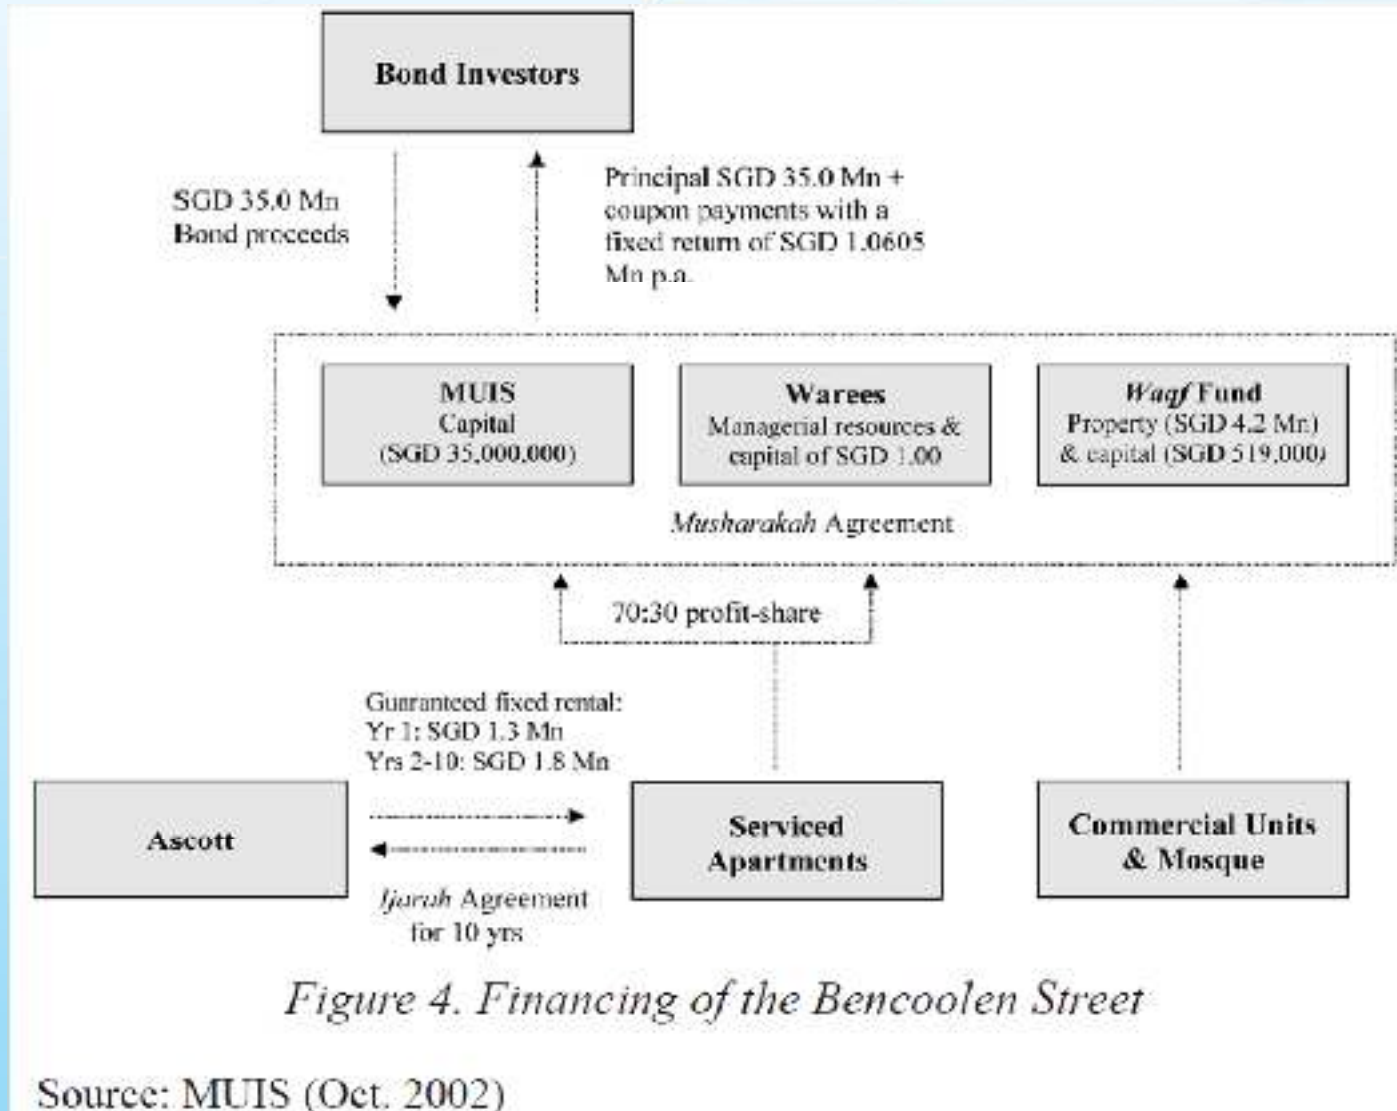 Bond Investors
SGD 35.0 Mn
Bond proceeds
Principal SGD 35.0 Mn +
coupon payments with a
fixed return of SGD 1.0605
Mn p.a.
MUIS
Capital
(SGD 35,000,000)
Warees
Managerial resources &
capital of SGD 1.00
Waqf Fund
Property (SGD 4.2 Mn)
& capital (SGD 519,000)
Musharakah Agreement
70:30 profit-share
Guaranteed fixed rental:
Yr 1: SGD 1.3 Mn
Yrs 2-10: SGD 1.8 Mn
Ascott
Serviced
Apartments
Commercial Units
& Mosque
Ijarah Agreement
for 10 yrs
Figure 4. Financing of the Bencoolen Street
Source: MUIS (Oct. 2002)